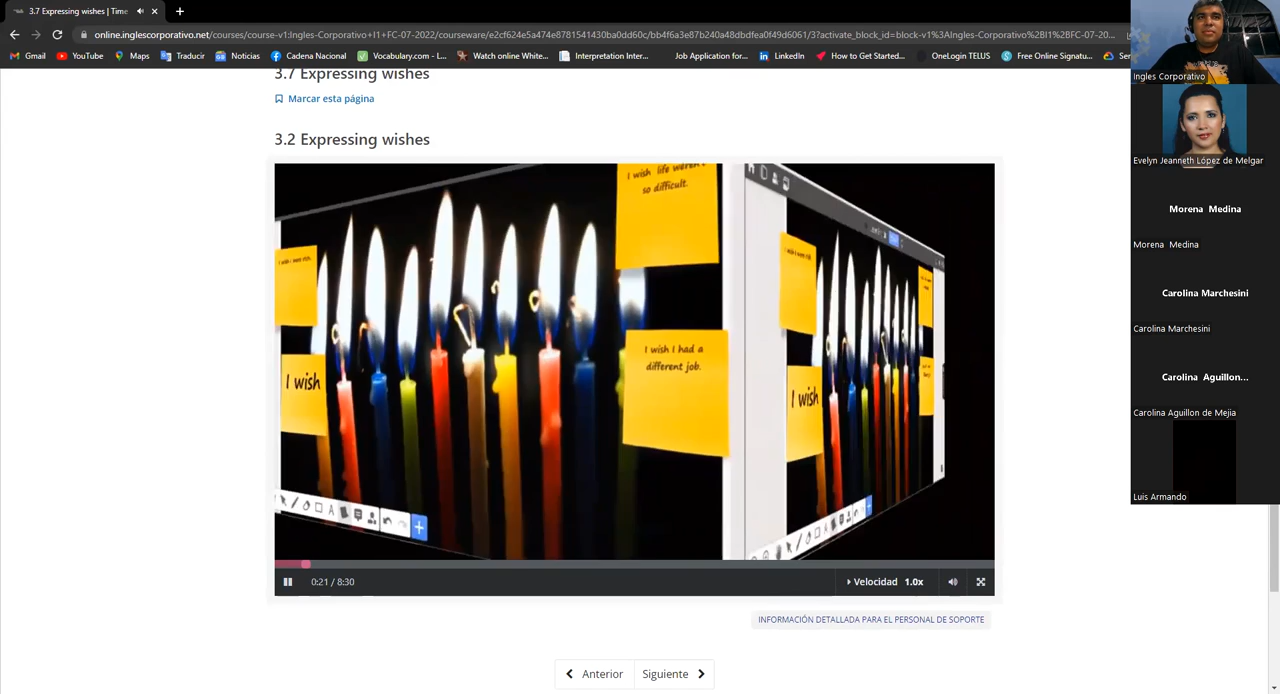 3.7 Expressing wishes | Time
online.inglescorporativo.net/courses/course-v1:Ingles-Corporativo+I1+FC-07-2022/courseware/e2cf624e5a474e8781541430ba0dd60c/bb4f6a3e87b240a48dbdfea0f49d6061/3?activate_block_id=block-v1%3AIngles-Corporativo%2BI1%2BFC-07-20...
Gmail YouTube Maps Traducir Noticias Cadena Nacional Vocabulary.com - L... Watch online White... Interpretation Inter... Job Application for... LinkedIn How to Get Started... OneLogin TELUS Free Online Signatu... Ser
3.7 Expressing wishes
Marcar esta página
3.2 Expressing wishes
I wish life weren't
so difficult.
I wish I were rich.
I wish
I wish I had a
different job.
I wish
0:21 / 8:30
Velocidad 1.0x
INFORMACIÓN DETALLADA PARA EL PERSONAL DE SOPORTE
Anterior Siguiente
Ingles Corporativo
Evelyn Jeanneth López de Melgar
Morena Medina
Morena Medina
Carolina Marchesini
Carolina Marchesini
Carolina Aguillon...
Carolina Aguillon de Mejia
Luis Armando